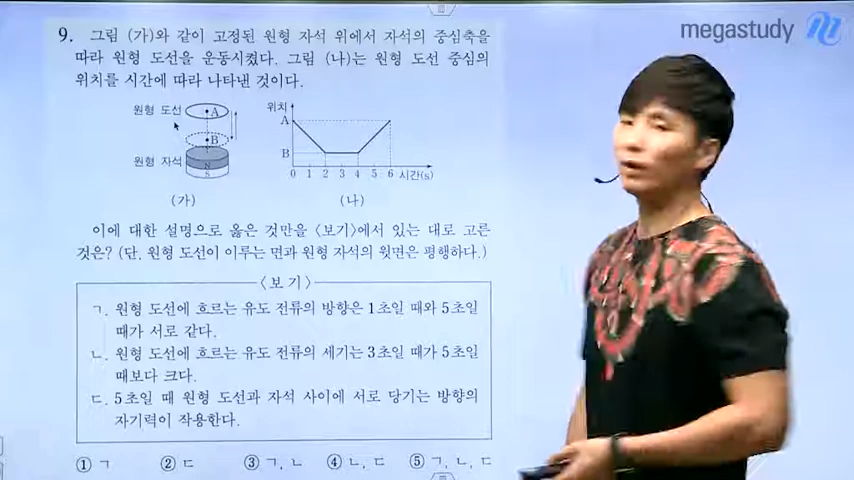 megastudy
9. 그림 (가)와 같이 고정된 원형 자석 위에서 자석의 중심축을
따라 원형 도선을 운동시켰다. 그림 (나)는 원형 도선 중심의
위치를 시간에 따라 나타낸 것이다.
원형 도선
A
B
원형 자석
N
S
(가)
위치
A
B
0 1 2 3 4 5 6 시간(s)
(나)
이에 대한 설명으로 옳은 것만을 <보기>에서 있는 대로 고른
것은? (단, 원형 도선이 이루는 면과 원형 자석의 윗면은 평행하다.)
<보 기>
ㄱ. 원형 도선에 흐르는 유도 전류의 방향은 1초일 때와 5초일
때가 서로 같다.
ㄴ. 원형 도선에 흐르는 유도 전류의 세기는 3초일 때가 5초일
때보다 크다.
ㄷ. 5초일 때 원형 도선과 자석 사이에 서로 당기는 방향의
자기력이 작용한다.
① ㄱ ② ㄷ ③ ㄱ, ㄴ ④ ㄴ, ㄷ ⑤ ㄱ, ㄴ, ㄷ